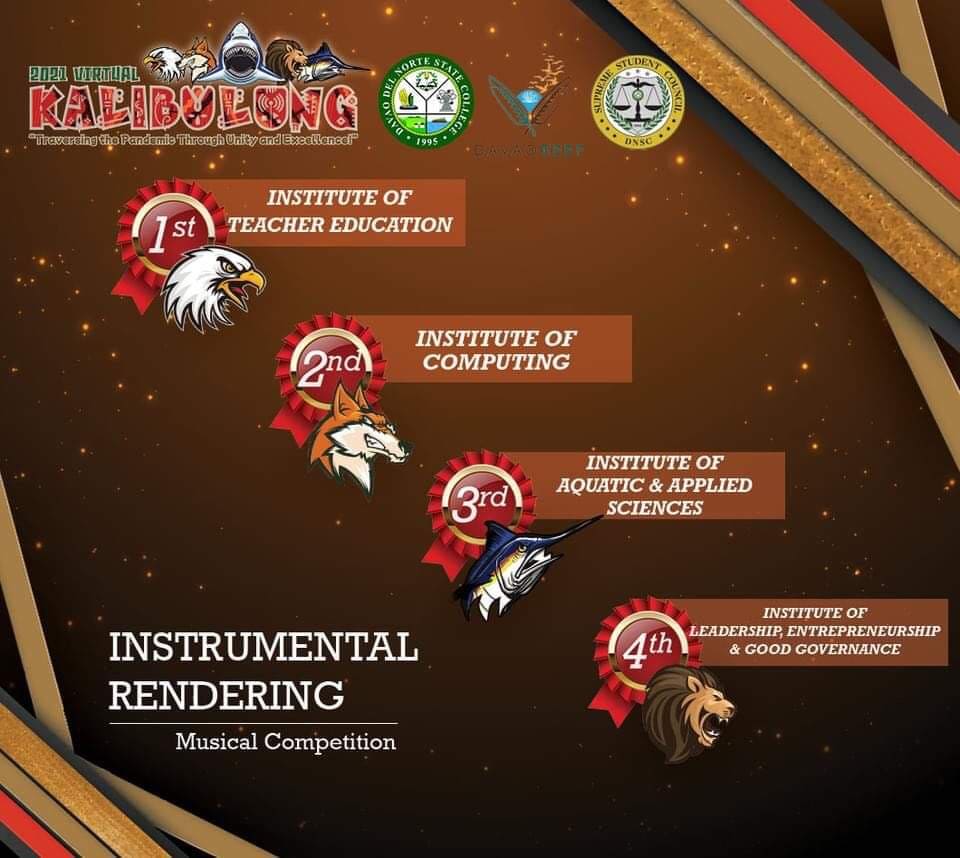 2021 VIRTUAL
KALIBULONG
"Traversing the Pandemic Through Unity and Excellence!"
DAVAO DEL NORTE STATE COLLEGE
1995
DAVAO REEF
SUPREME STUDENT COUNCIL
DNSC
1st
INSTITUTE OF
TEACHER EDUCATION
2nd
INSTITUTE OF
COMPUTING
3rd
INSTITUTE OF
AQUATIC & APPLIED
SCIENCES
4th
INSTITUTE OF
LEADERSHIP, ENTREPRENEURSHIP
& GOOD GOVERNANCE
INSTRUMENTAL
RENDERING
Musical Competition